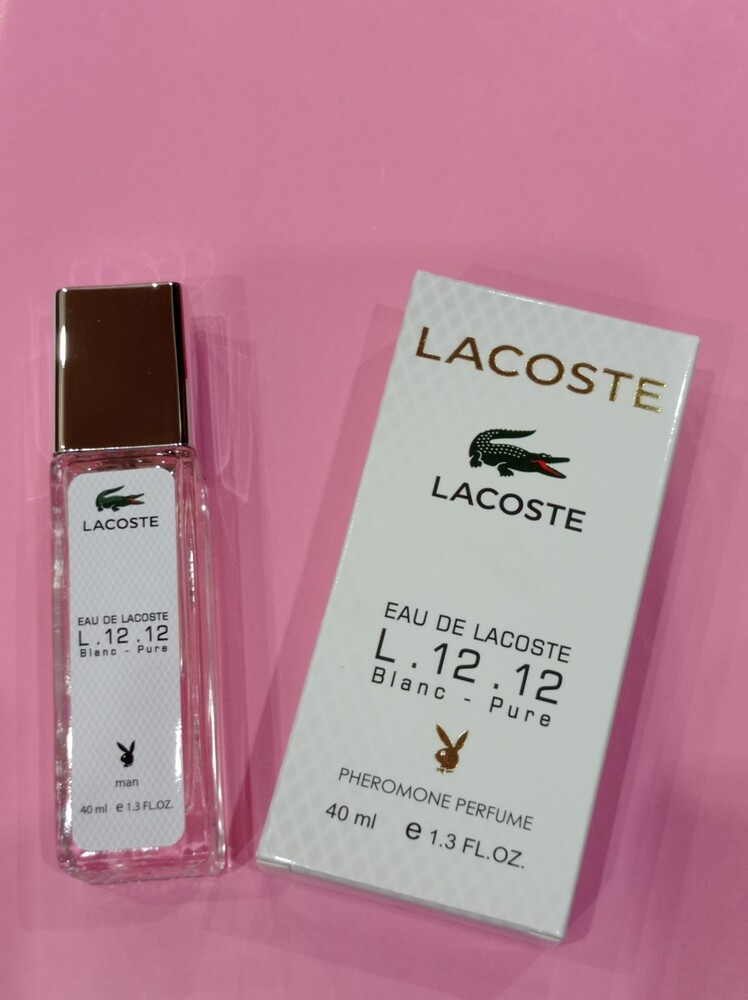 LACOSTE
EAU DE LACOSTE
L.12.12
Blanc - Pure
man
40 ml e 1.3 FL.OZ.
LACOSTE
LACOSTE
EAU DE LACOSTE
L.12.12
Blanc - Pure
PHEROMONE PERFUME
40 ml e 1.3 FL.OZ.